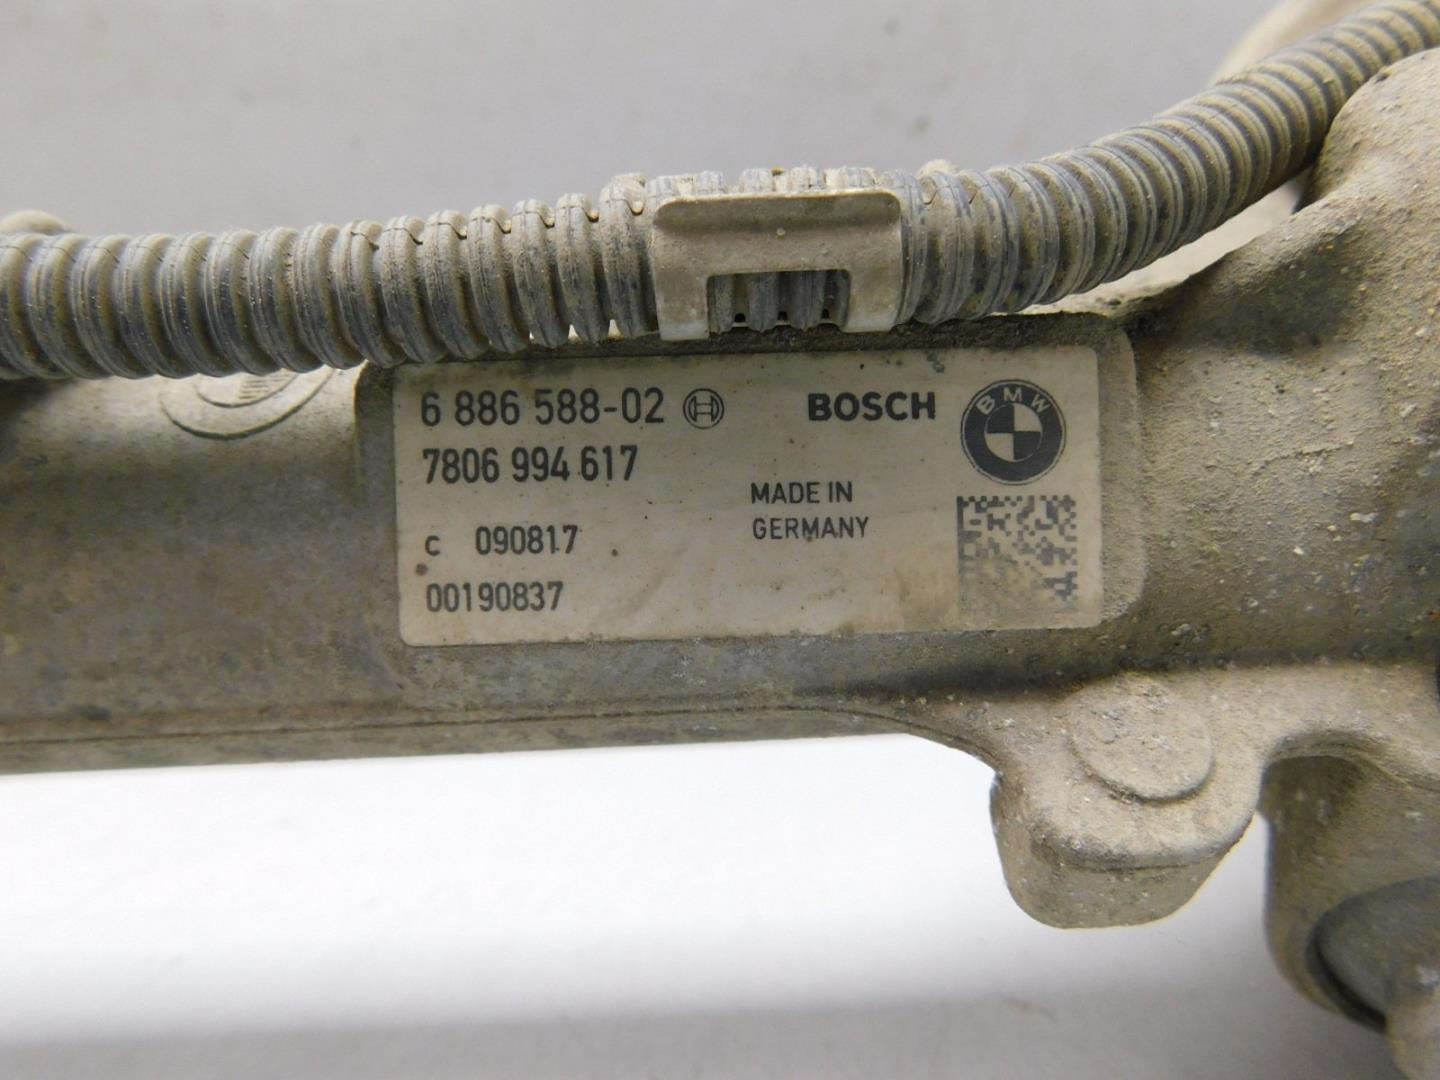 6 886 588-02 BOSCH BMW
7806 994 617
MADE IN
GERMANY
c 090817
00190837